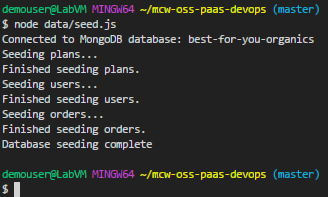 demouser@LabVM MINGW64 ~/mcw-oss-paas-devops (master)
$ node data/seed.js
Connected to MongoDB database: best-for-you-organics
Seeding plans...
Finished seeding plans.
Seeding users...
Finished seeding users.
Seeding orders...
Finished seeding orders.
Database seeding complete
demouser@LabVM MINGW64 ~/mcw-oss-paas-devops (master)
$